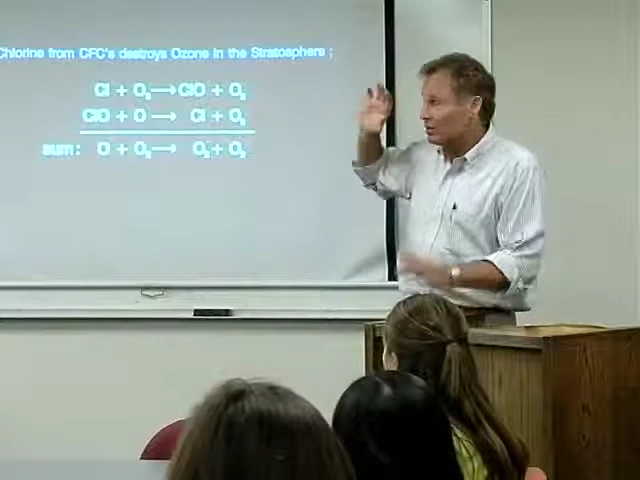 Chlorine from CFC's destroys Ozone in the Stratosphere ;
Cl + O₃ → ClO + O₂
ClO + O → Cl + O₂
sum: O + O₃ → O₂ + O₂